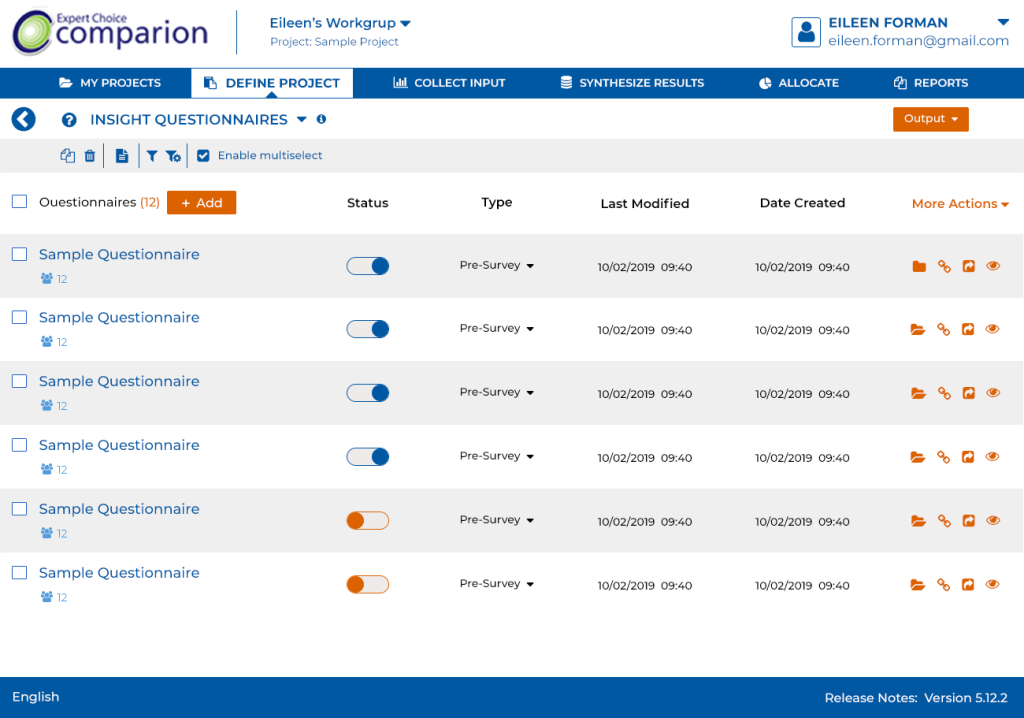 Expert Choice
comparion
Eileen's Workgrup
Project: Sample Project
EILEEN FORMAN
eileen.forman@gmail.com
MY PROJECTS DEFINE PROJECT COLLECT INPUT SYNTHESIZE RESULTS ALLOCATE REPORTS
INSIGHT QUESTIONNAIRES
Output
Enable multiselect
Ouestionnaires (12) + Add Status Type Last Modified Date Created More Actions
Sample Questionnaire
12
Pre-Survey 10/02/2019 09:40 10/02/2019 09:40
Sample Questionnaire
12
Pre-Survey 10/02/2019 09:40 10/02/2019 09:40
Sample Questionnaire
12
Pre-Survey 10/02/2019 09:40 10/02/2019 09:40
Sample Questionnaire
12
Pre-Survey 10/02/2019 09:40 10/02/2019 09:40
Sample Questionnaire
12
Pre-Survey 10/02/2019 09:40 10/02/2019 09:40
Sample Questionnaire
12
Pre-Survey 10/02/2019 09:40 10/02/2019 09:40
English
Release Notes: Version 5.12.2